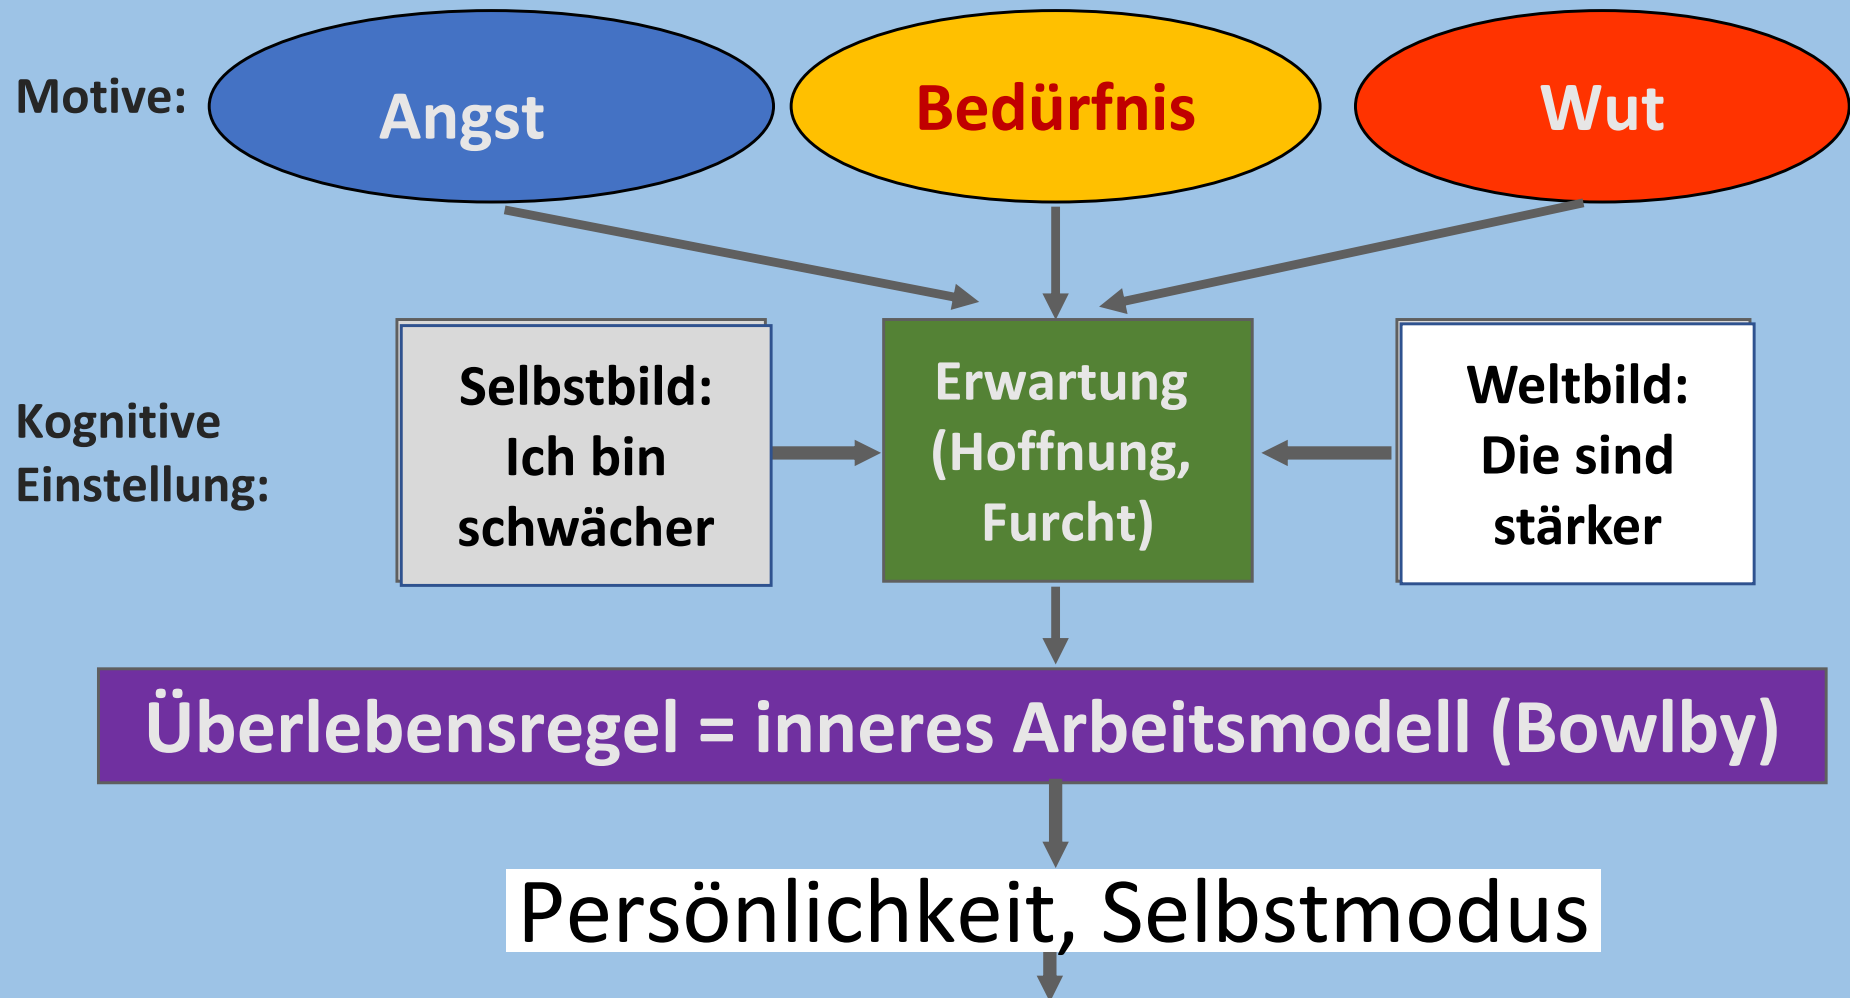 Motive:
Angst
Bedürfnis
Wut
Kognitive
Einstellung:
Selbstbild:
Ich bin
schwächer
Erwartung
(Hoffnung,
Furcht)
Weltbild:
Die sind
stärker
Überlebensregel = inneres Arbeitsmodell (Bowlby)
Persönlichkeit, Selbstmodus